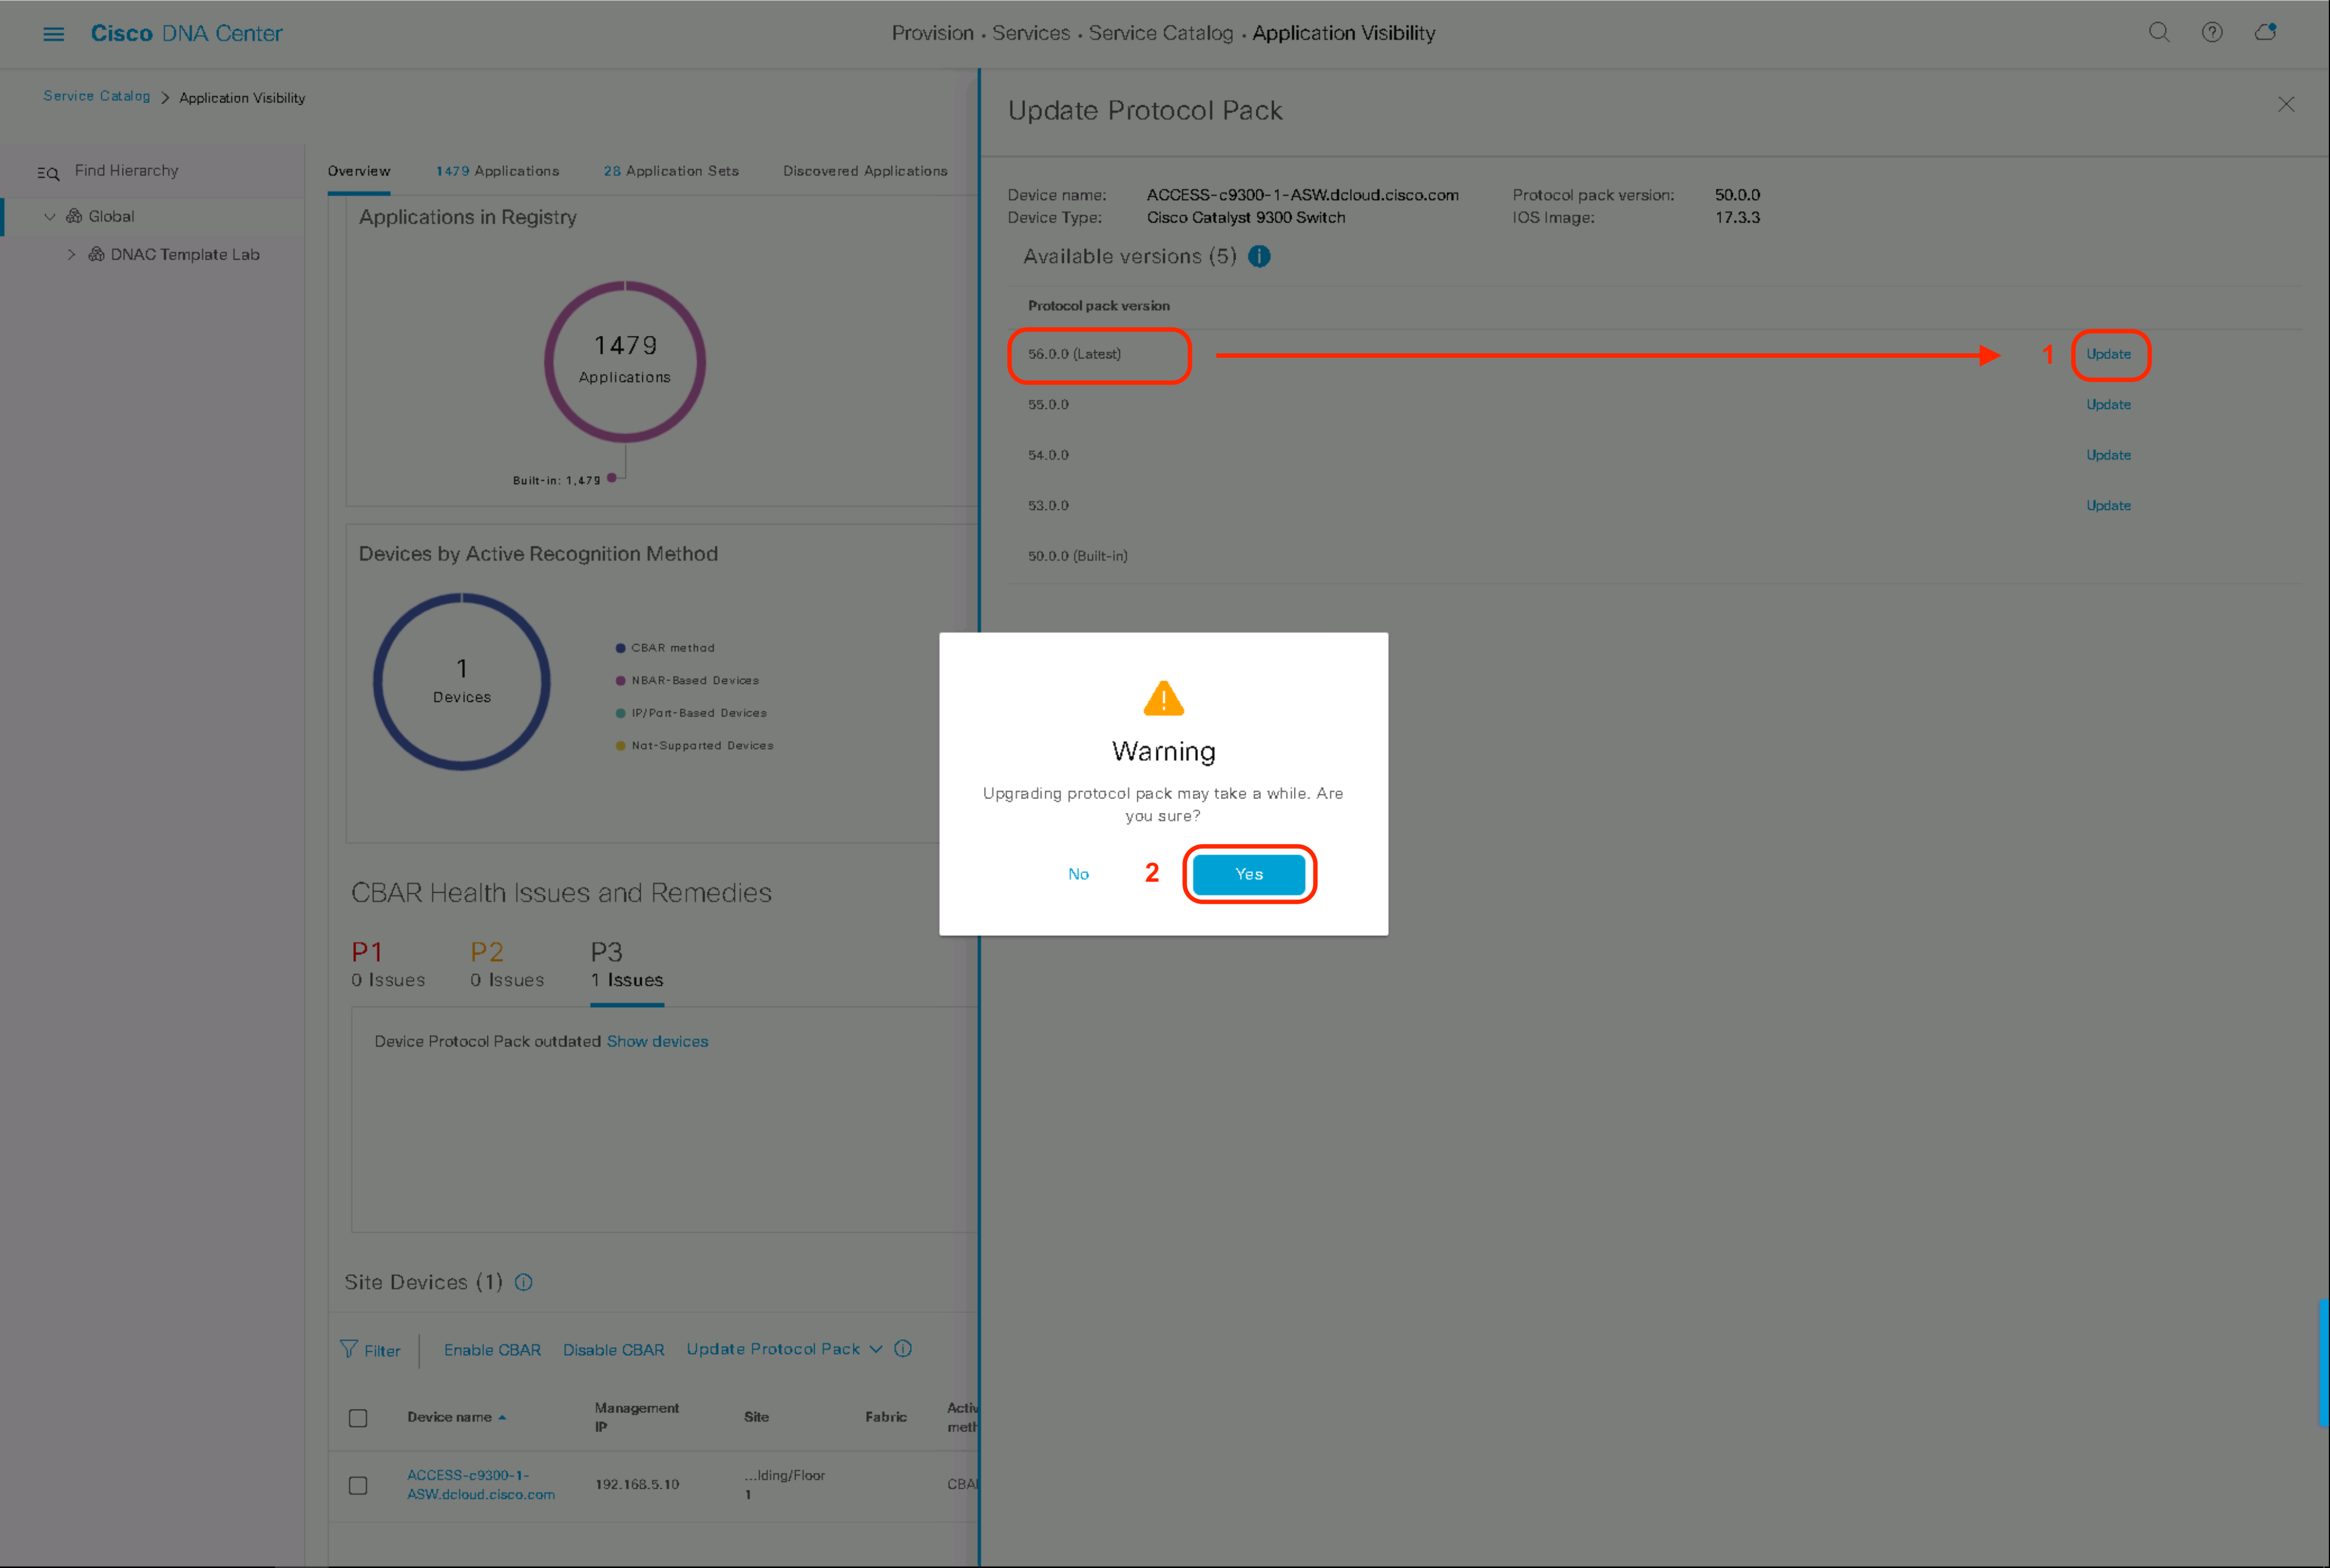 Cisco DNA Center
Provision · Services · Service Catalog · Application Visibility
Service Catalog > Application Visibility
Find Hierarchy
Global
DNAC Template Lab
Overview 1479 Applications 28 Application Sets Discovered Applications
Applications in Registry
1479
Applications
Built-in: 1,479
Devices by Active Recognition Method
1
Devices
CBAR method
NBAR-Based Devices
IP/Port-Based Devices
Not-Supported Devices
CBAR Health Issues and Remedies
P1 P2 P3
0 Issues 0 Issues 1 Issues
Device Protocol Pack outdated Show devices
Site Devices (1)
Filter Enable CBAR Disable CBAR Update Protocol Pack
Device name Management IP Site Fabric Activ meth
ACCESS-c9300-1-
ASW.dcloud.cisco.com
192.168.5.10
...lding/Floor
1
CBA
Update Protocol Pack
Device name: ACCESS-c9300-1-ASW.dcloud.cisco.com Protocol pack version: 50.0.0
Device Type: Cisco Catalyst 9300 Switch IOS Image: 17.3.3
Available versions (5)
Protocol pack version
56.0.0 (Latest) 1 Update
55.0.0 Update
54.0.0 Update
53.0.0 Update
50.0.0 (Built-in)
Warning
Upgrading protocol pack may take a while. Are
you sure?
No 2 Yes